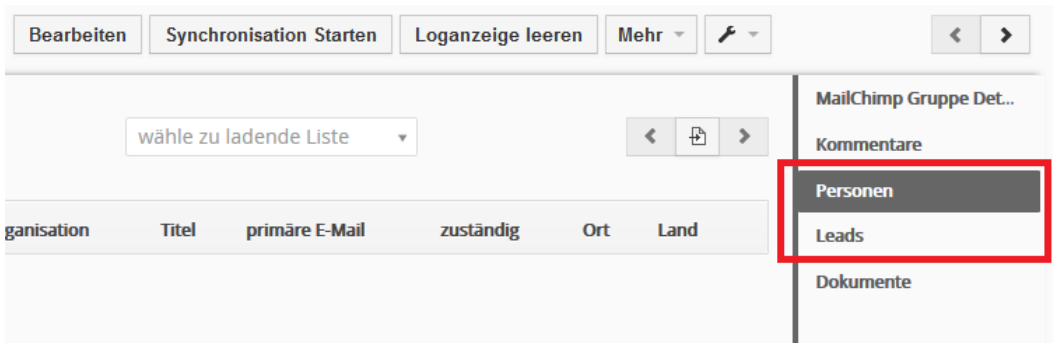 Bearbeiten Synchronisation Starten Loganzeige leeren Mehr
MailChimp Gruppe Det...
wähle zu ladende Liste
Kommentare
Personen
ganisation Titel primäre E-Mail zuständig Ort Land
Leads
Dokumente